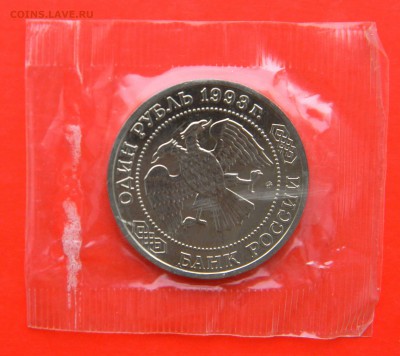 COINS.LAVE.RU
ОДИН РУБЛЬ 1993 г.
БАНК РОССИИ